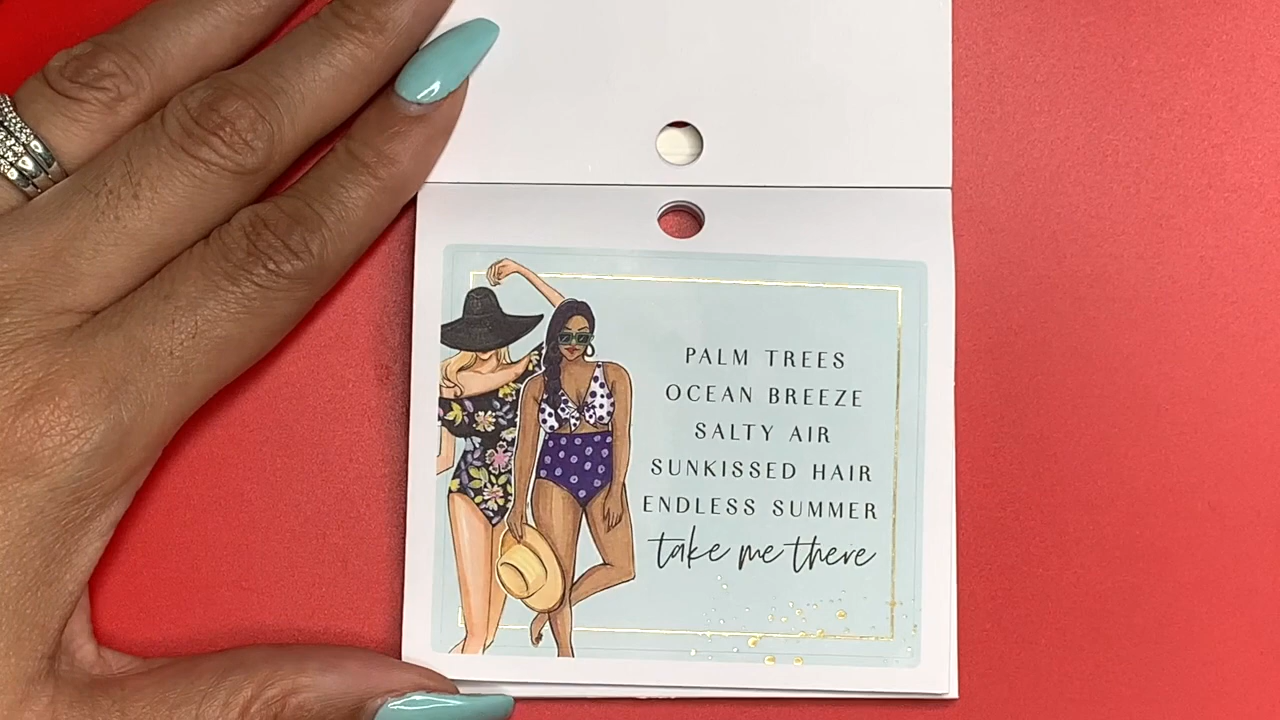 PALM TREES
OCEAN BREEZE
SALTY AIR
SUNKISSED HAIR
ENDLESS SUMMER
take me there